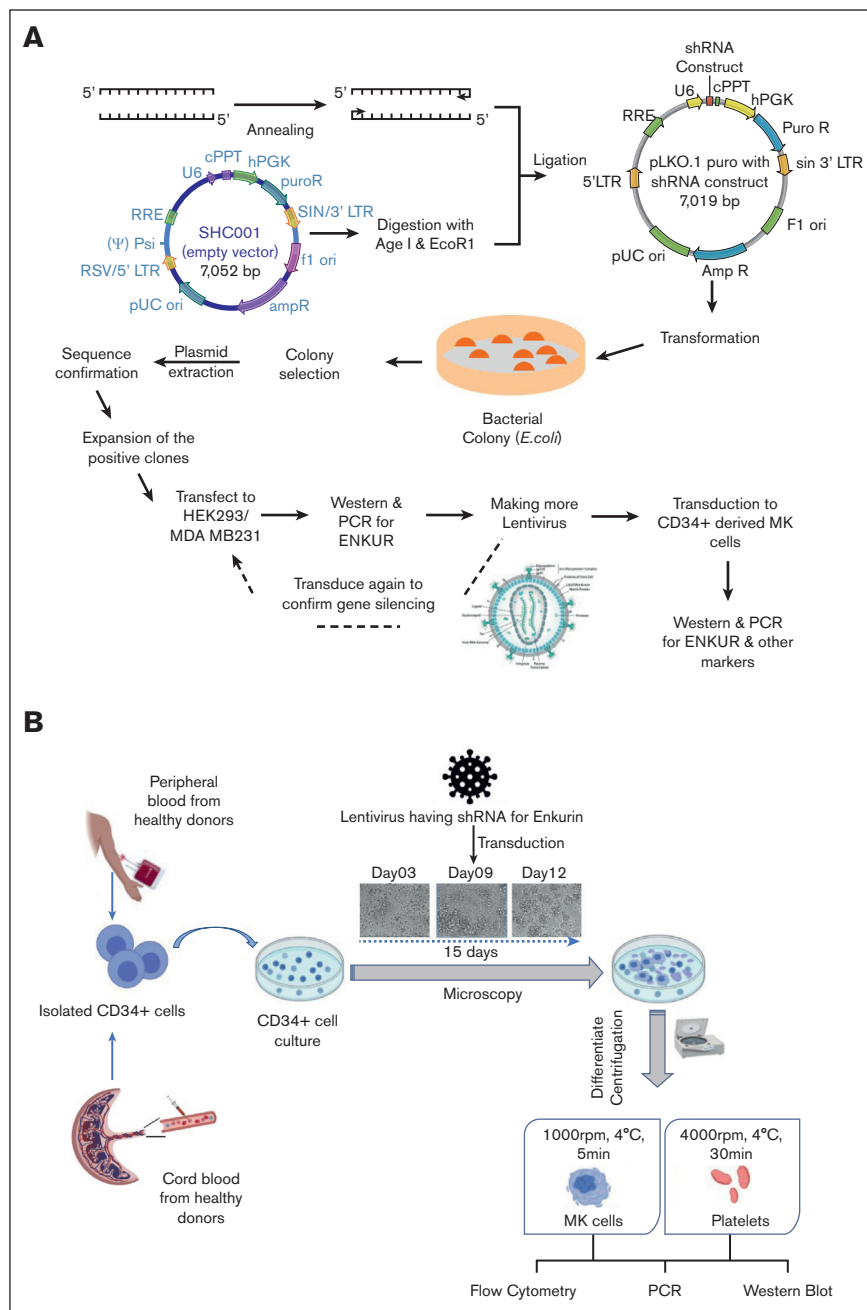 A
5'
5'
Annealing
5'
5'
Ligation
shRNA
Construct
U6
cPPT
hPGK
Puro R
sin 3' LTR
F1 ori
Amp R
pUC ori
5'LTR
RRE
pLKO.1 puro with
shRNA construct
7,019 bp
cPPT
hPGK
U6
puroR
SIN/3' LTR
RRE
(Ψ) Psi
RSV/5' LTR
pUC ori
ampR
f1 ori
SHC001
(empty vector)
7,052 bp
Digestion with
Age I & EcoR1
Transformation
Bacterial
Colony (E.coli)
Colony
selection
Plasmid
extraction
Sequence
confirmation
Expansion of the
positive clones
Transfect to
HEK293/
MDA MB231
Western &
PCR for
ENKUR
Making more
Lentivirus
Transduction to
CD34+ derived MK
cells
Transduce again to
confirm gene silencing
Western & PCR
for ENKUR & other
markers
B
Peripheral
blood from
healthy donors
Lentivirus having shRNA for Enkurin
Transduction
Day03
Day09
Day12
15 days
Microscopy
Isolated CD34+ cells
CD34+ cell
culture
Differentiate
Centrifugation
Cord blood
from healthy
donors
1000rpm, 4°C,
5min
MK cells
4000rpm, 4°C,
30min
Platelets
Flow Cytometry
PCR
Western Blot